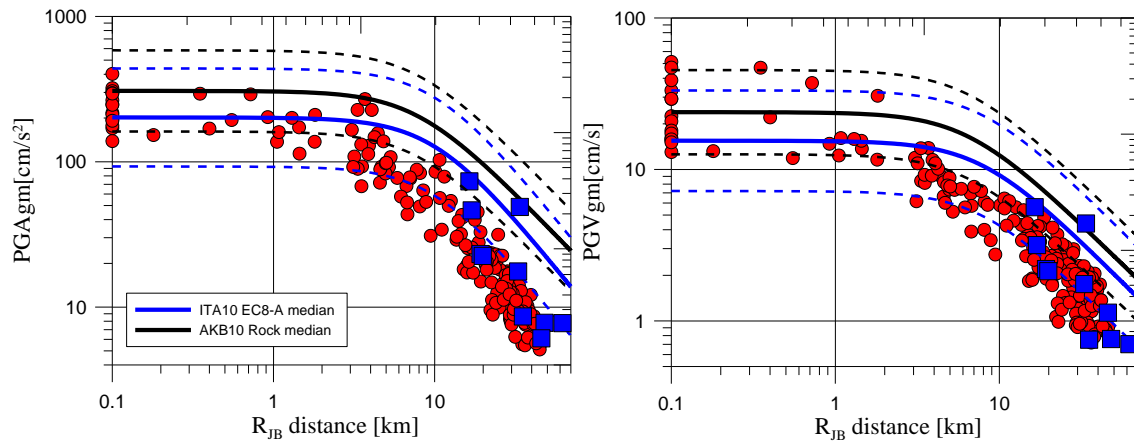 1000
100
10
PGAgm[cm/s²]
ITA10 EC8-A median
AKB10 Rock median
0.1
1
10
R_JB distance [km]
100
10
1
PGVgm[cm/s]
0.1
1
10
R_JB distance [km]